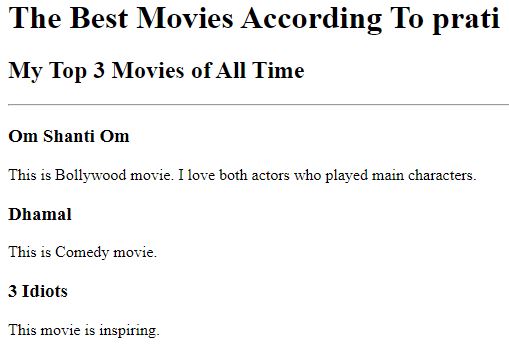 The Best Movies According To prati
My Top 3 Movies of All Time
Om Shanti Om
This is Bollywood movie. I love both actors who played main characters.
Dhamal
This is Comedy movie.
3 Idiots
This movie is inspiring.